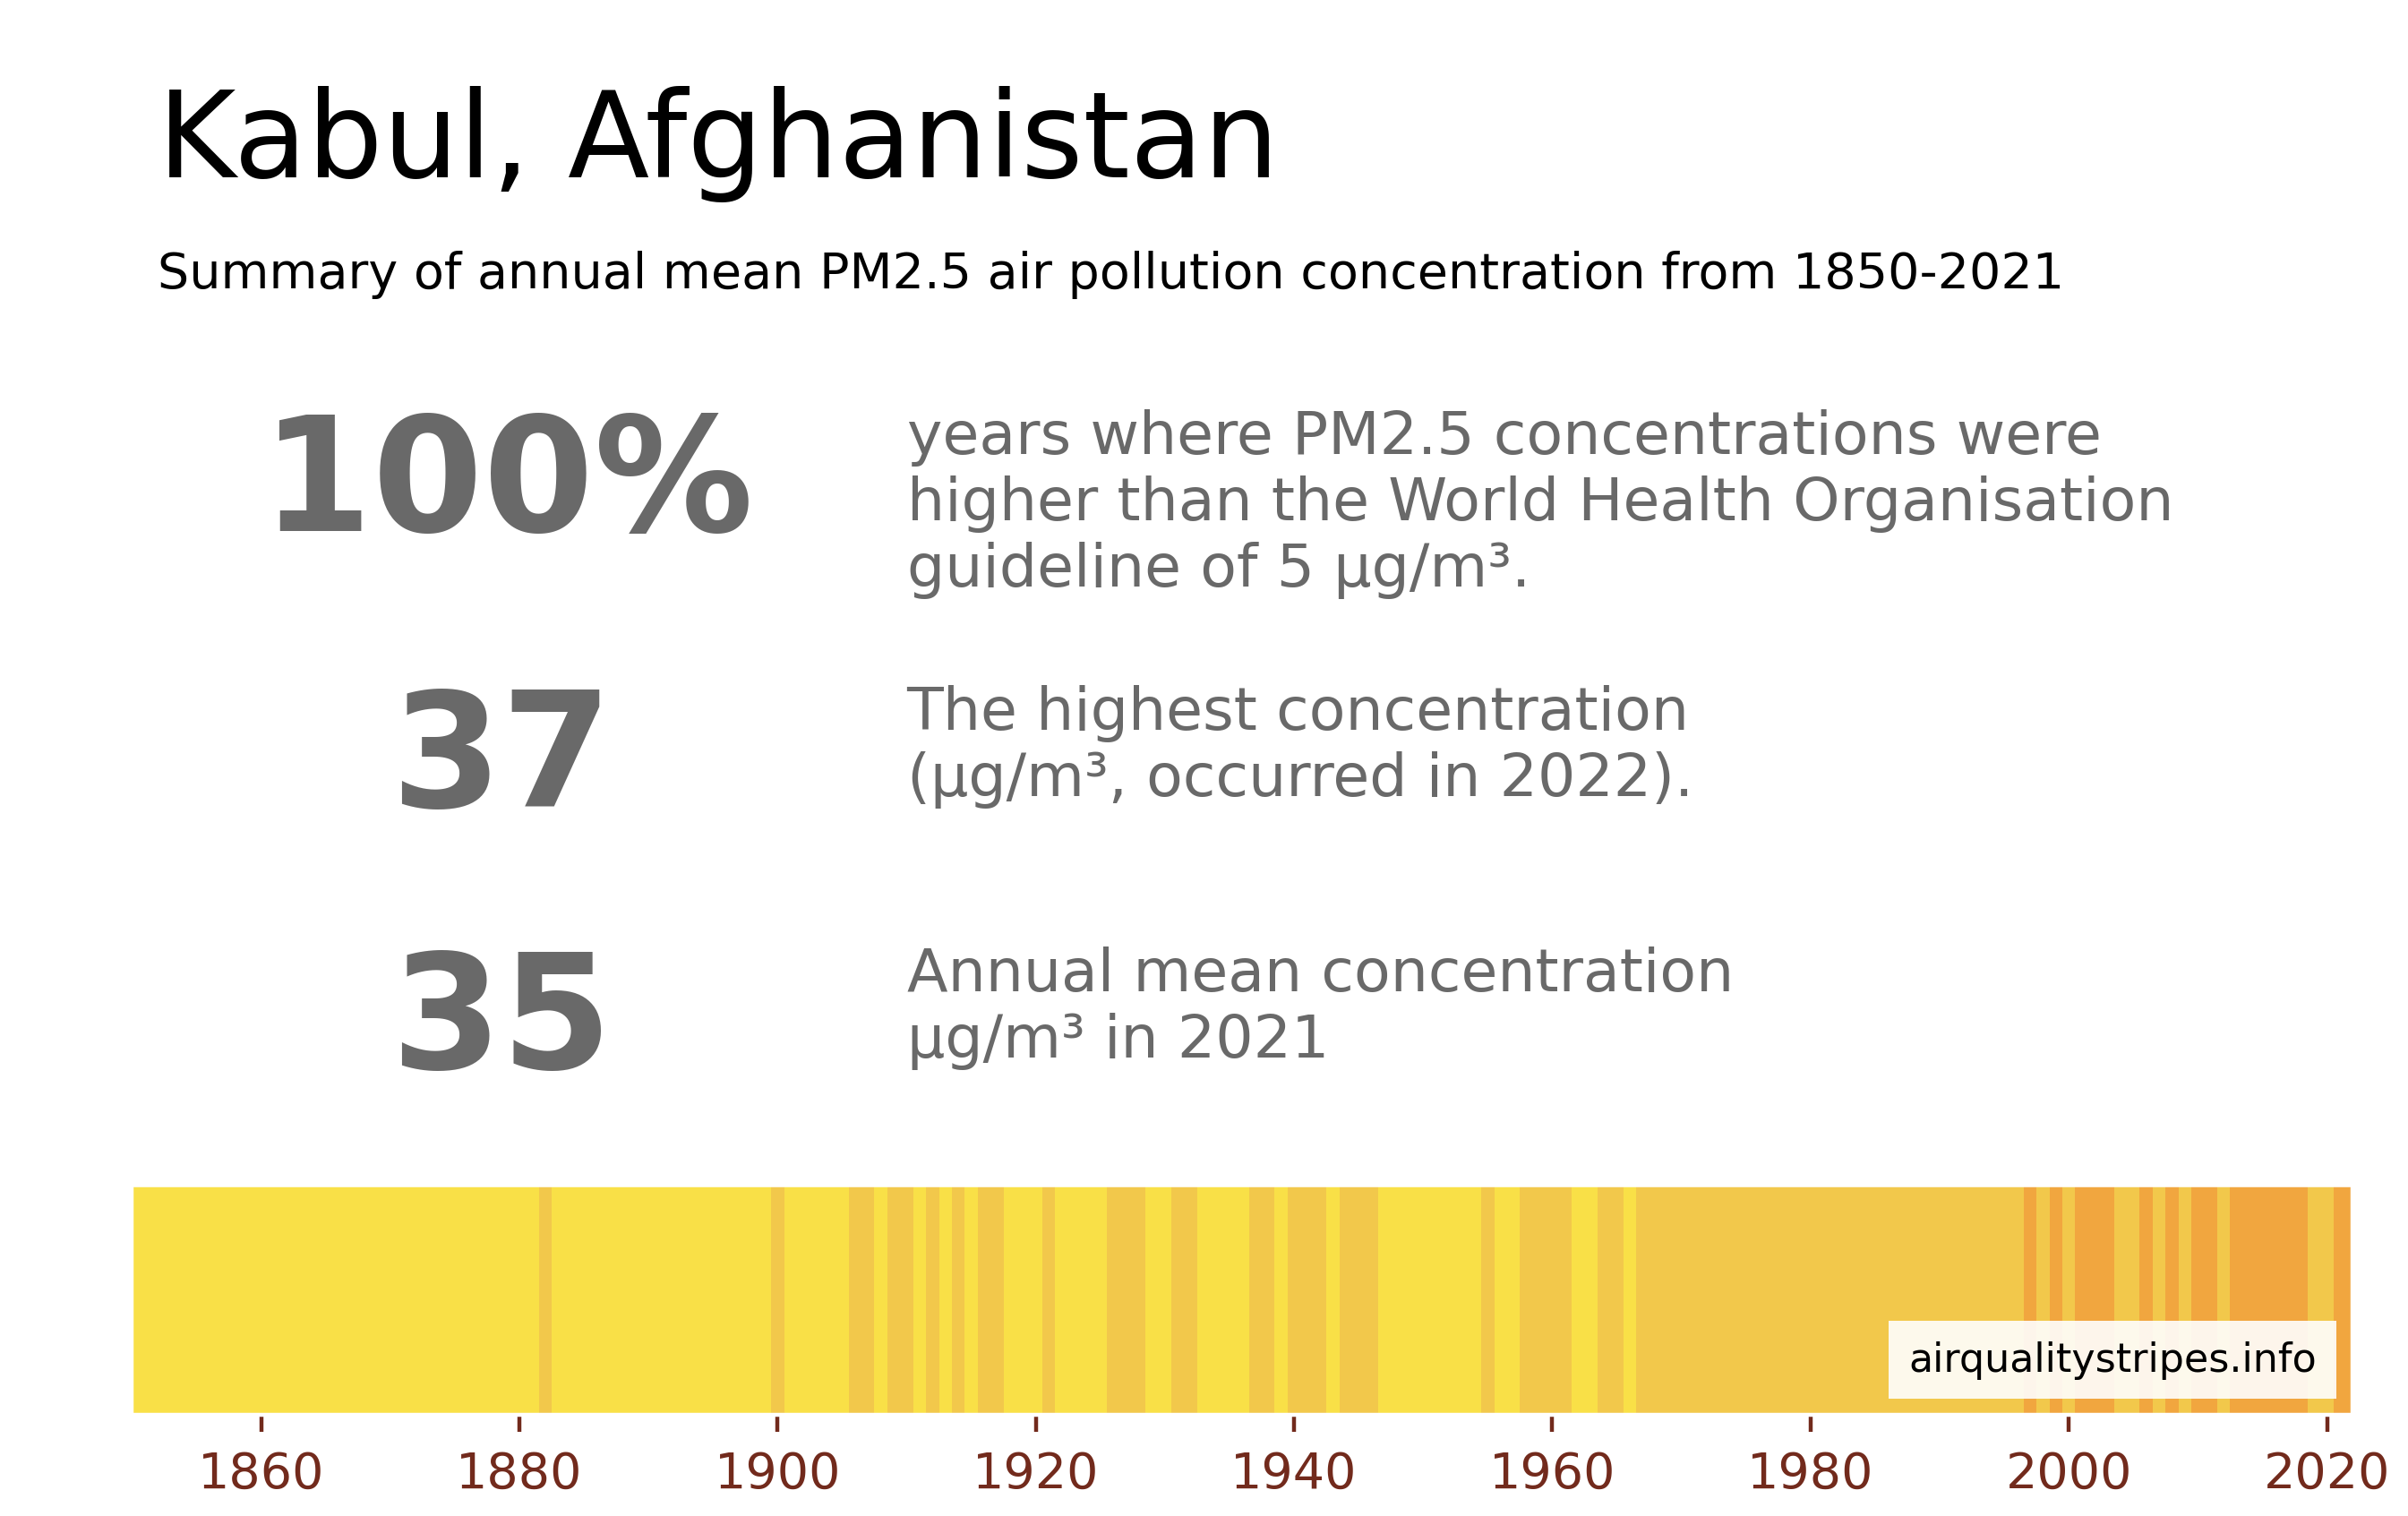 Kabul, Afghanistan
Summary of annual mean PM2.5 air pollution concentration from 1850-2021
100%
years where PM2.5 concentrations were
higher than the World Health Organisation
guideline of 5 µg/m³.
37
The highest concentration
(µg/m³, occurred in 2022).
35
Annual mean concentration
µg/m³ in 2021
airqualitystripes.info
1860 1880 1900 1920 1940 1960 1980 2000 2020